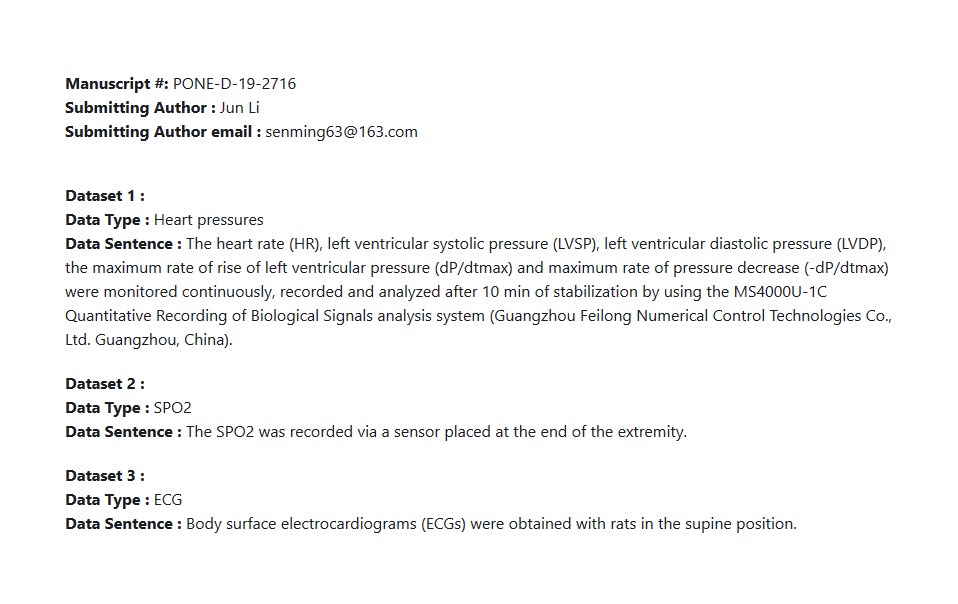 Manuscript #: PONE-D-19-2716
Submitting Author : Jun Li
Submitting Author email : senming63@163.com
Dataset 1 :
Data Type : Heart pressures
Data Sentence : The heart rate (HR), left ventricular systolic pressure (LVSP), left ventricular diastolic pressure (LVDP),
the maximum rate of rise of left ventricular pressure (dP/dtmax) and maximum rate of pressure decrease (-dP/dtmax)
were monitored continuously, recorded and analyzed after 10 min of stabilization by using the MS4000U-1C
Quantitative Recording of Biological Signals analysis system (Guangzhou Feilong Numerical Control Technologies Co.,
Ltd. Guangzhou, China).
Dataset 2 :
Data Type : SPO2
Data Sentence : The SPO2 was recorded via a sensor placed at the end of the extremity.
Dataset 3 :
Data Type : ECG
Data Sentence : Body surface electrocardiograms (ECGs) were obtained with rats in the supine position.